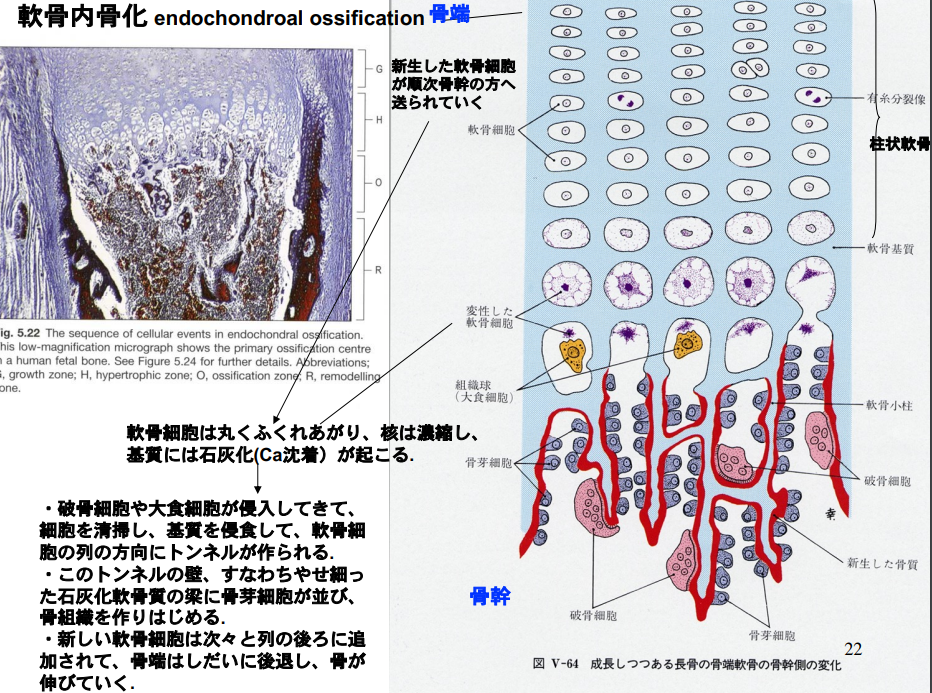 軟骨内骨化 endochondroal ossification 骨端
新生した軟骨細胞
が順次骨幹の方へ
送られていく
G
H
O
R
ig. 5.22 The sequence of cellular events in endochondral ossification.
his low-magnification micrograph shows the primary ossification centre
n a human fetal bone. See Figure 5.24 for further details. Abbreviations;
, growth zone; H, hypertrophic zone; O, ossification zone; R, remodelling
one.
軟骨細胞は丸くふくれあがり、核は濃縮し、
基質には石灰化(Ca沈着）が起こる.
・破骨細胞や大食細胞が侵入してきて、
細胞を清掃し、基質を侵食して、軟骨細
胞の列の方向にトンネルが作られる.
・このトンネルの壁、すなわちやせ細っ
た石灰化軟骨質の梁に骨芽細胞が並び、
骨組織を作りはじめる.
・新しい軟骨細胞は次々と列の後ろに追
加されて、骨端はしだいに後退し、骨が
伸びていく.
有糸分裂像
軟骨細胞
柱状軟骨
軟骨基質
変性した
軟骨細胞
組織球
(大食細胞)
軟骨小柱
骨芽細胞
破骨細胞
幸
新生した骨質
骨幹
破骨細胞
骨芽細胞
22
図 V-64 成長しつつある長骨の骨端軟骨の骨幹側の変化